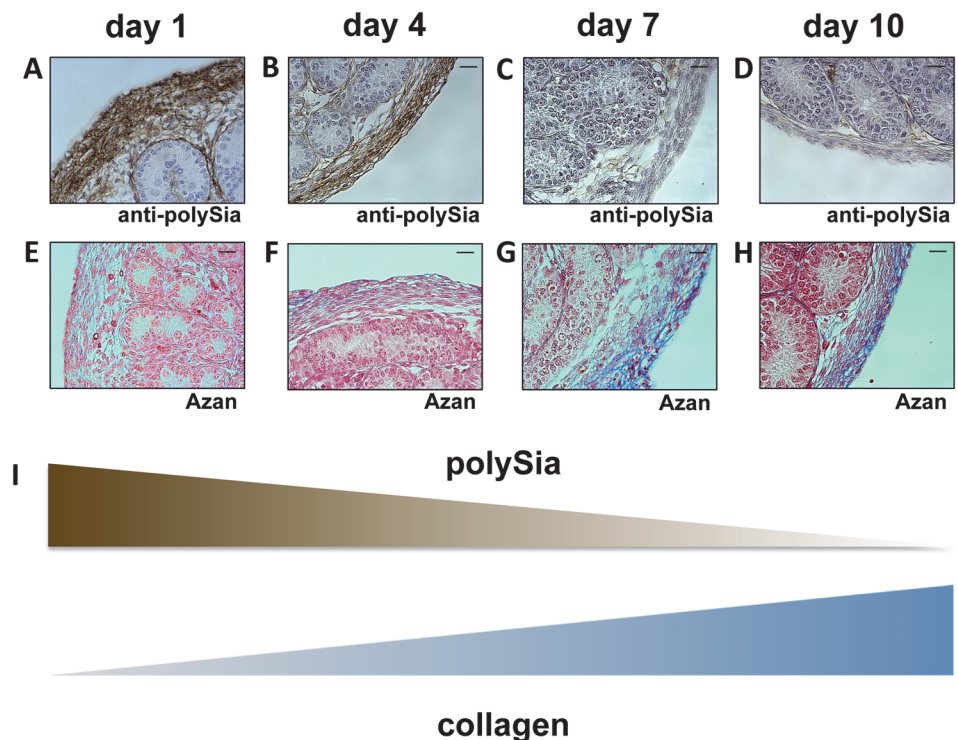 day 1 day 4 day 7 day 10
A B C D
anti-polySia anti-polySia anti-polySia anti-polySia
E F G H
Azan Azan Azan Azan
I polySia
collagen